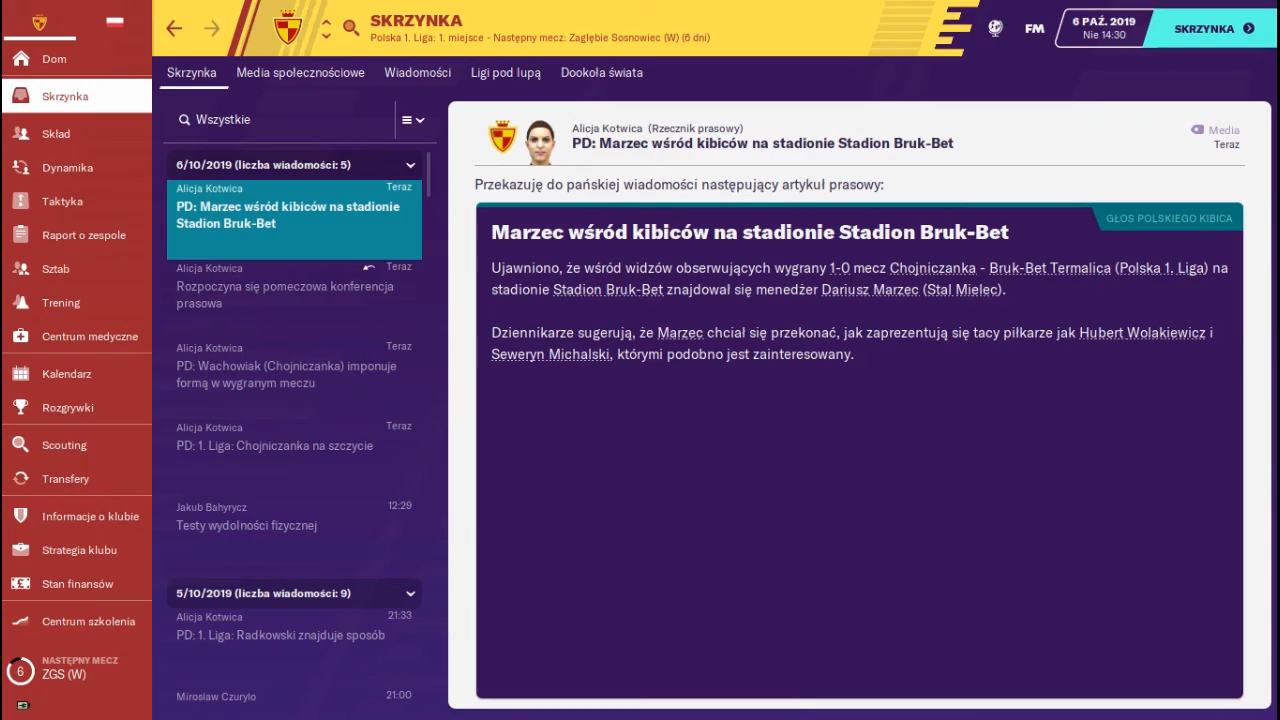 SKRZYNKA
Polska 1. Liga: 1. miejsce - Następny mecz: Zagłębie Sosnowiec (W) (6 dni)
FM
6 PAŹ. 2019
Nie 14:30
SKRZYNKA
Dom
Skrzynka
Skład
Dynamika
Taktyka
Raport o zespole
Sztab
Trening
Centrum medyczne
Kalendarz
Rozgrywki
Scouting
Transfery
Informacje o klubie
Strategia klubu
Stan finansów
Centrum szkolenia
NASTĘPNY MECZ
6
ZGS (W)
Skrzynka
Media społecznościowe
Wiadomości
Ligi pod lupą
Dookoła świata
Wszystkie
6/10/2019 (liczba wiadomości: 5)
Alicja Kotwica Teraz
PD: Marzec wśród kibiców na stadionie
Stadion Bruk-Bet
Alicja Kotwica Teraz
Rozpoczyna się pomeczowa konferencja
prasowa
Alicja Kotwica Teraz
PD: Wachowiak (Chojniczanka) imponuje
formą w wygranym meczu
Alicja Kotwica Teraz
PD: 1. Liga: Chojniczanka na szczycie
Jakub Bahyrycz 12:29
Testy wydolności fizycznej
5/10/2019 (liczba wiadomości: 9)
Alicja Kotwica 21:33
PD: 1. Liga: Radkowski znajduje sposób
Mirosław Czuryło 21:00
Alicja Kotwica (Rzecznik prasowy)
PD: Marzec wśród kibiców na stadionie Stadion Bruk-Bet
Media
Teraz
Przekazuję do pańskiej wiadomości następujący artykuł prasowy:
GŁOS POLSKIEGO KIBICA
Marzec wśród kibiców na stadionie Stadion Bruk-Bet
Ujawniono, że wśród widzów obserwujących wygrany 1-0 mecz Chojniczanka - Bruk-Bet Termalica (Polska 1. Liga) na
stadionie Stadion Bruk-Bet znajdował się menedżer Dariusz Marzec (Stal Mielec).
Dziennikarze sugerują, że Marzec chciał się przekonać, jak zaprezentują się tacy piłkarze jak Hubert Wołąkiewicz i
Seweryn Michalski, którymi podobno jest zainteresowany.